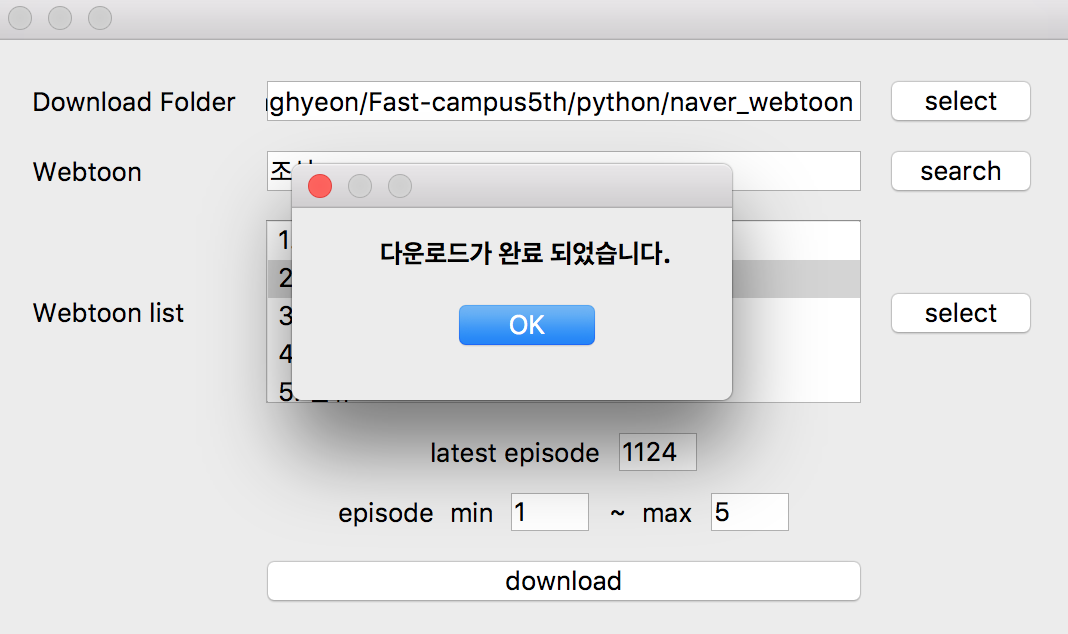 Download Folder ghyeon/Fast-campus5th/python/naver_webtoon select
Webtoon 조 search
다운로드가 완료 되었습니다.
OK
1
2
3
4
5
Webtoon list select
latest episode 1124
episode min 1 ~ max 5
download